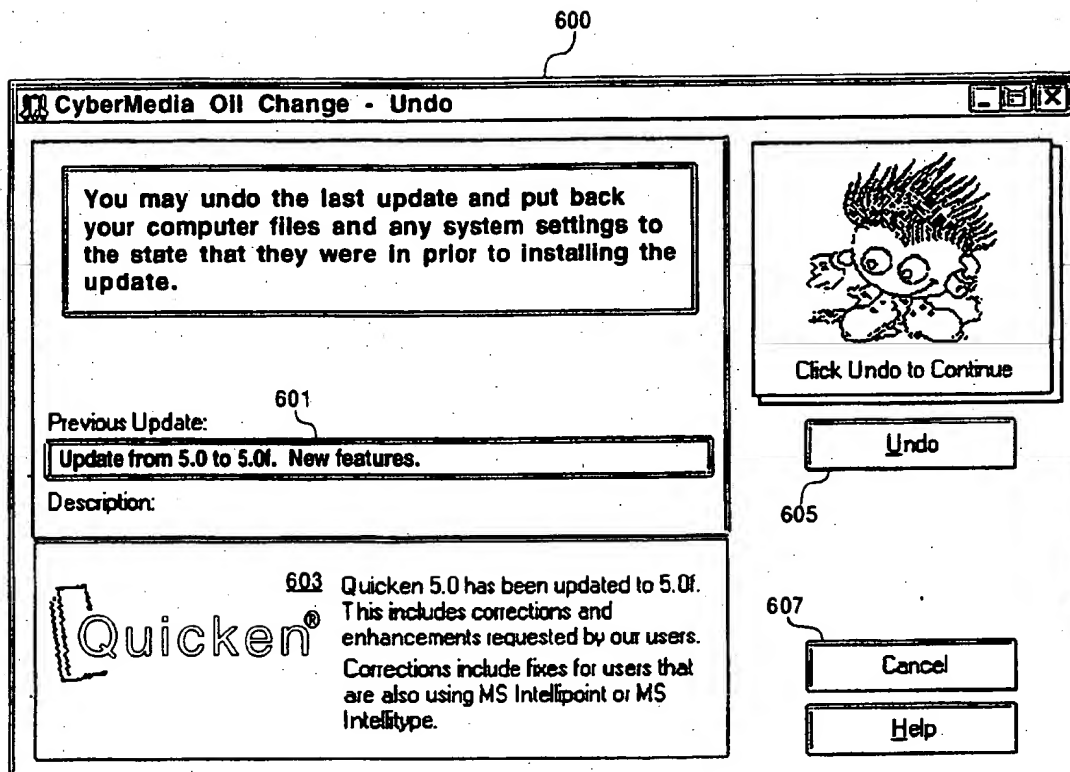 600
CyberMedia Oil Change - Undo
You may undo the last update and put back
your computer files and any system settings to
the state that they were in prior to installing the
update.
Click Undo to Continue
601
Previous Update:
Update from 5.0 to 5.0f. New features.
Undo
605
Description:
Quicken®
603
Quicken 5.0 has been updated to 5.0f.
This includes corrections and
enhancements requested by our users.
Corrections include fixes for users that
are also using MS Intellipoint or MS
Intellitype.
607
Cancel
Help